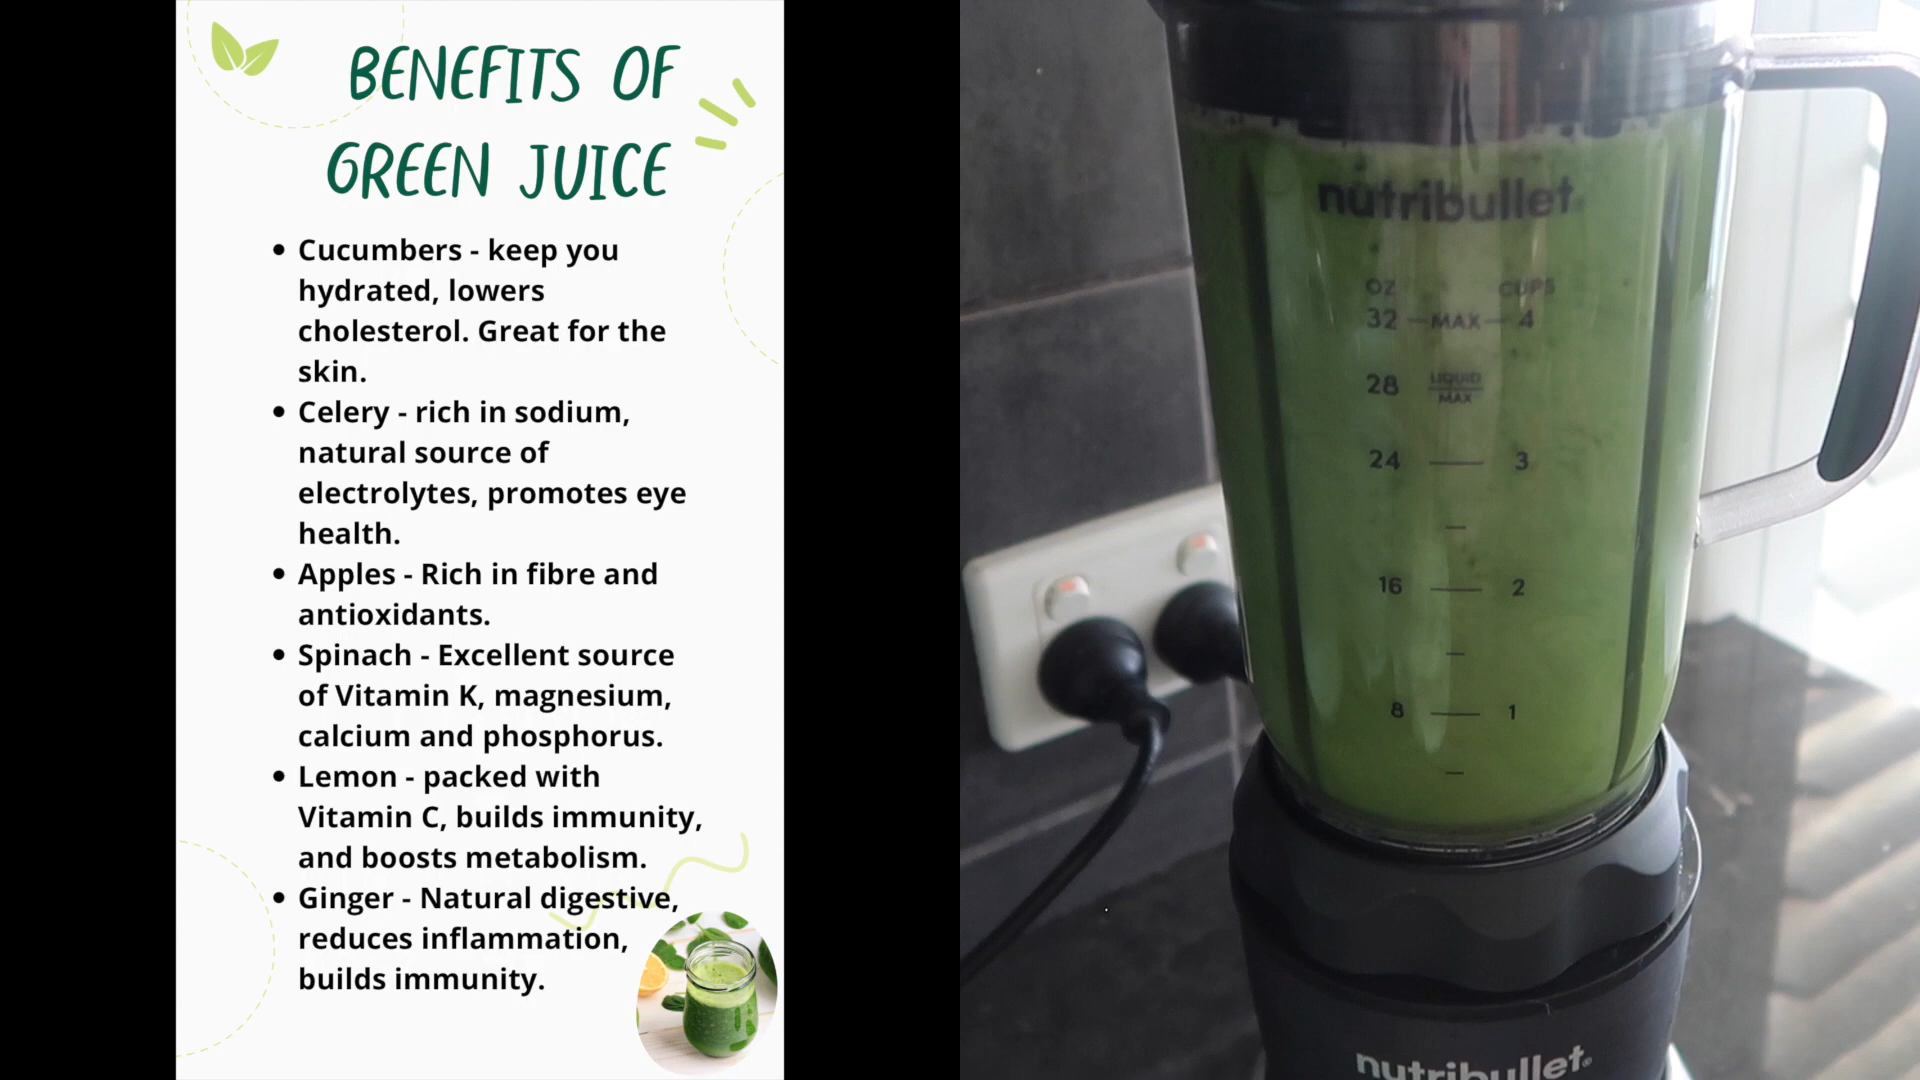 BENEFITS OF
GREEN JUICE
• Cucumbers - keep you
hydrated, lowers
cholesterol. Great for the
skin.
• Celery - rich in sodium,
natural source of
electrolytes, promotes eye
health.
• Apples - Rich in fibre and
antioxidants.
• Spinach - Excellent source
of Vitamin K, magnesium,
calcium and phosphorus.
• Lemon - packed with
Vitamin C, builds immunity,
and boosts metabolism.
• Ginger - Natural digestive,
reduces inflammation,
builds immunity.
nutribullet
OZ CUPS
32 MAX 4
28 LIQUID
MAX
24 3
16 2
8 1
nutribullet®